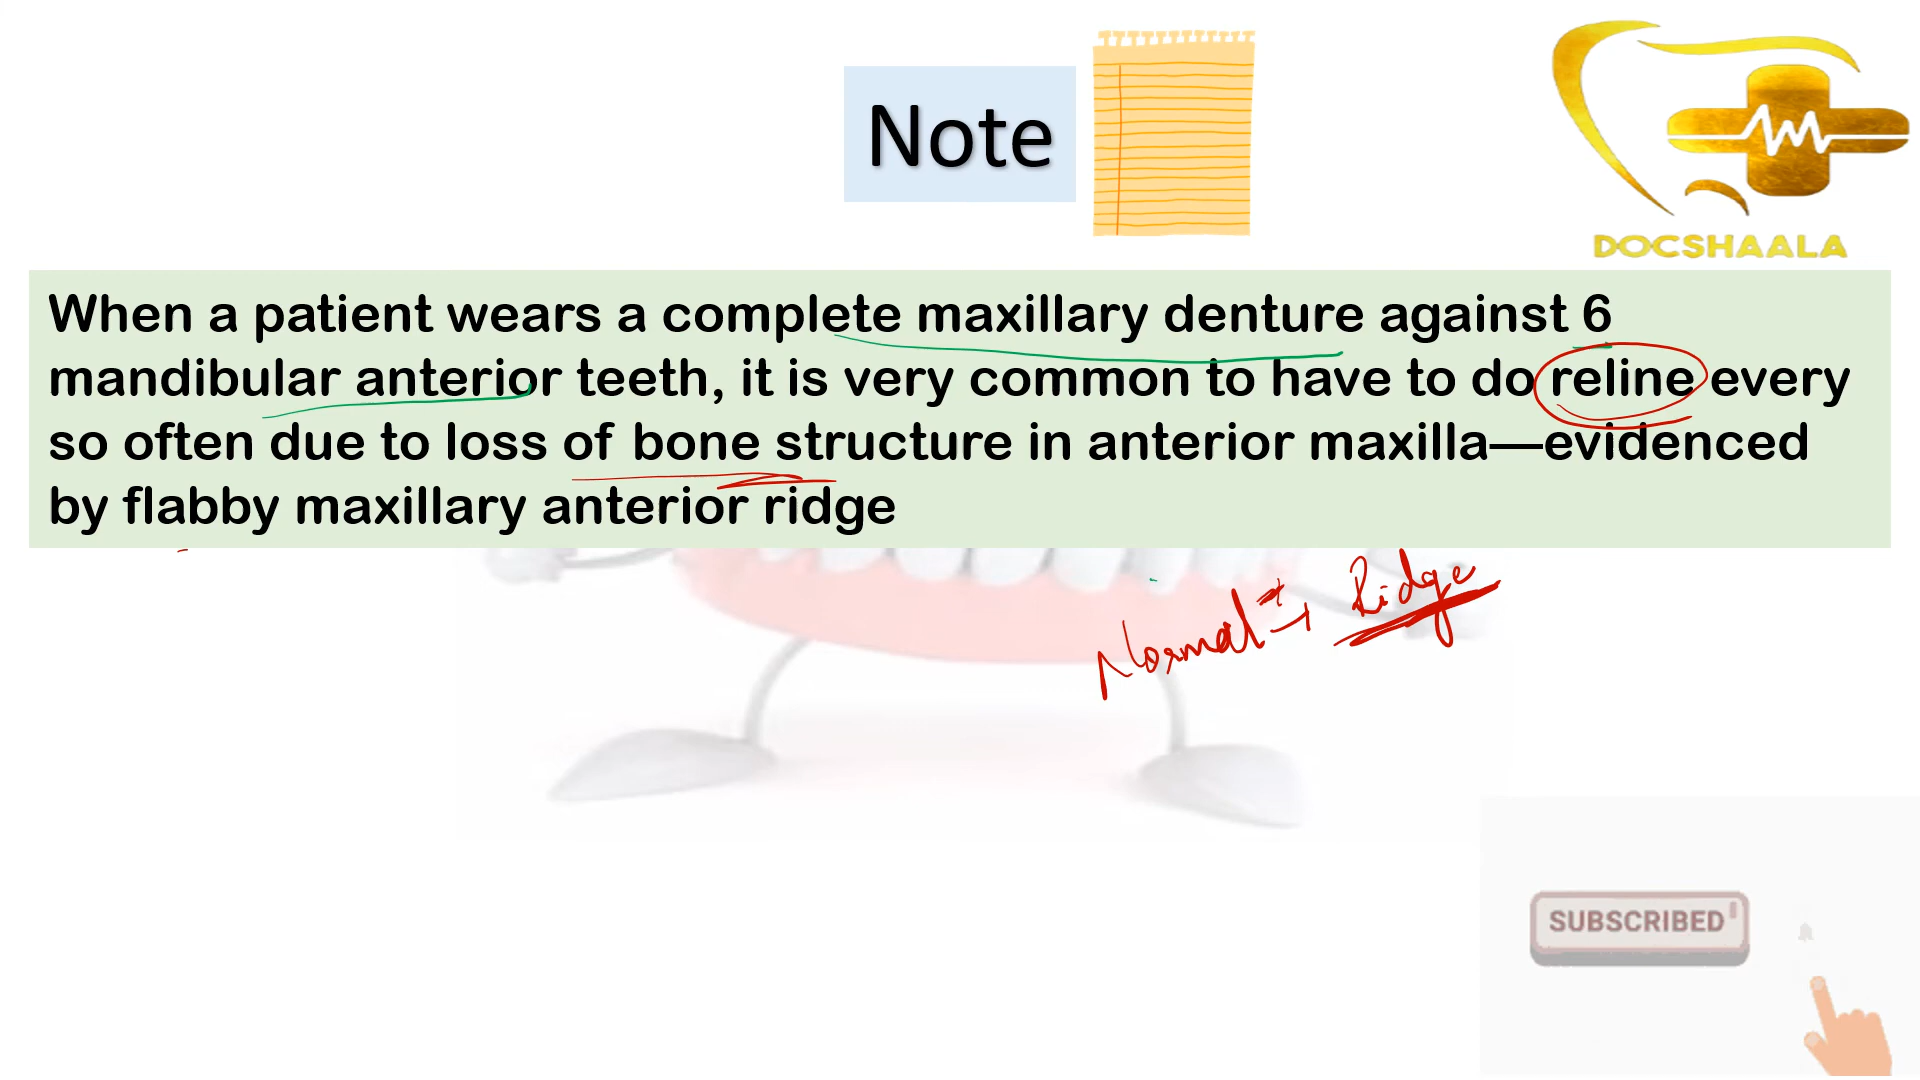 Note
DOCSHAALA
When a patient wears a complete maxillary denture against 6
mandibular anterior teeth, it is very common to have to do reline every
so often due to loss of bone structure in anterior maxilla—evidenced
by flabby maxillary anterior ridge
Normal → Ridge
SUBSCRIBED